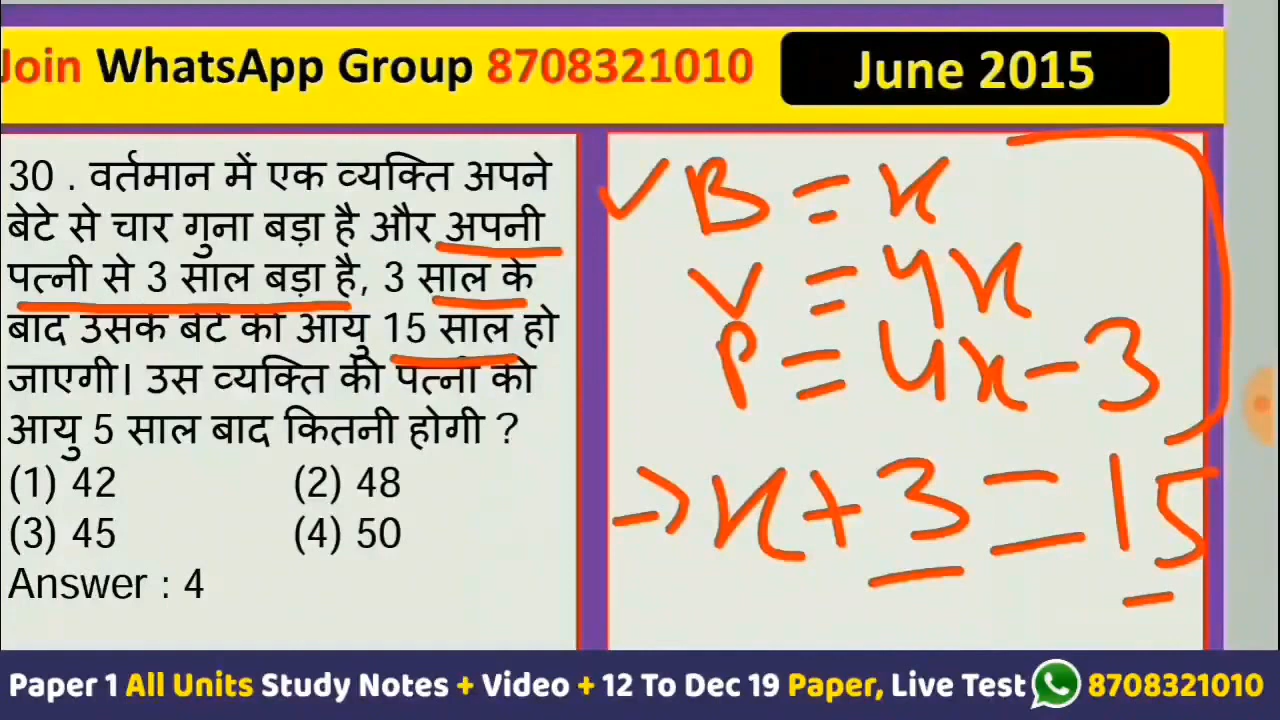 Join WhatsApp Group 8708321010
June 2015
30 . वर्तमान में एक व्यक्ति अपने
बेटे से चार गुना बड़ा है और अपनी
पत्नी से 3 साल बड़ा है, 3 साल के
बाद उसके बेटे की आयु 15 साल हो
जाएगी। उस व्यक्ति की पत्नी की
आयु 5 साल बाद कितनी होगी ?
(1) 42 (2) 48
(3) 45 (4) 50
Answer : 4
✓ B = x
V = 4x
P = 4x-3
→ x+3 = 15
Paper 1 All Units Study Notes + Video + 12 To Dec 19 Paper, Live Test 8708321010